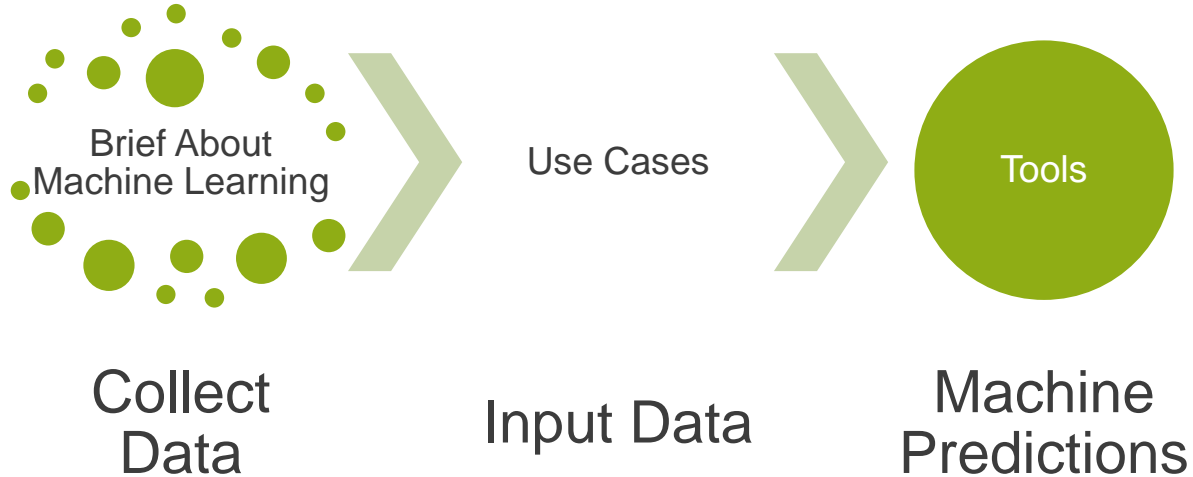 Brief About
Machine Learning
Use Cases
Tools
Collect
Data
Input Data
Machine
Predictions